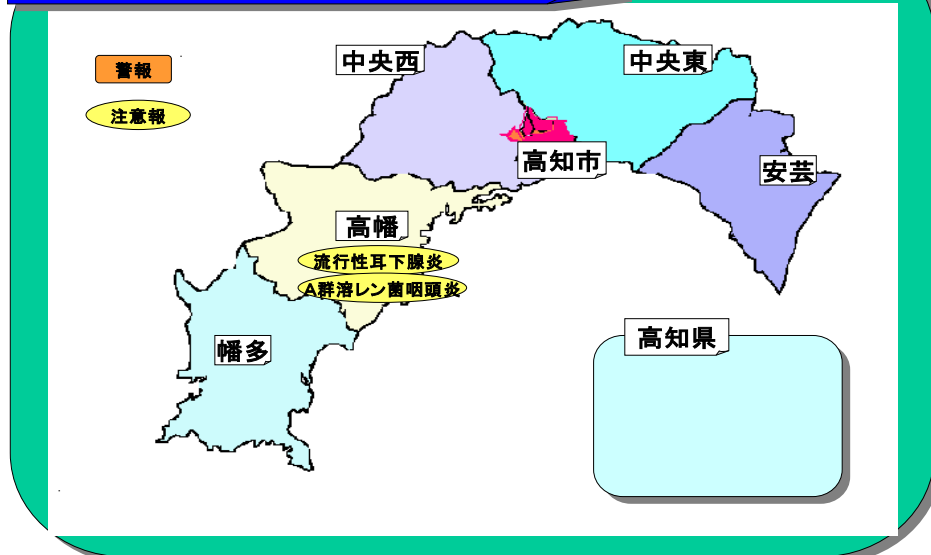 中央西
中央東
警報
注意報
高知市
安芸
高幡
流行性耳下腺炎
A群溶レン菌咽頭炎
高知県
幡多